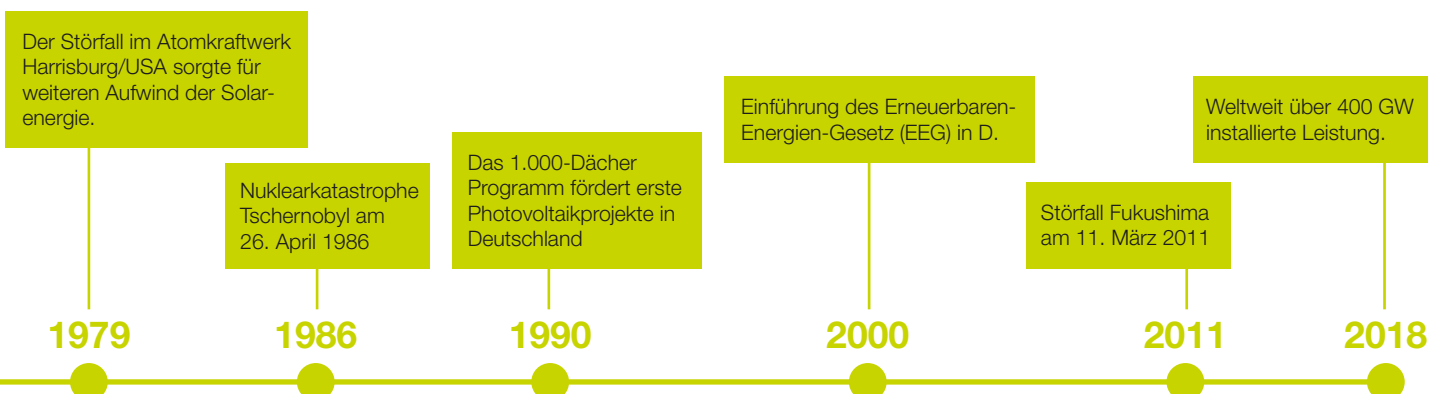 Der Störfall im Atomkraftwerk
Harrisburg/USA sorgte für
weiteren Aufwind der Solar-
energie.
1979
Nuklearkatastrophe
Tschernobyl am
26. April 1986
1986
Das 1.000-Dächer
Programm fördert erste
Photovoltaikprojekte in
Deutschland
1990
Einführung des Erneuerbaren-
Energien-Gesetz (EEG) in D.
2000
Störfall Fukushima
am 11. März 2011
2011
Weltweit über 400 GW
installierte Leistung.
2018